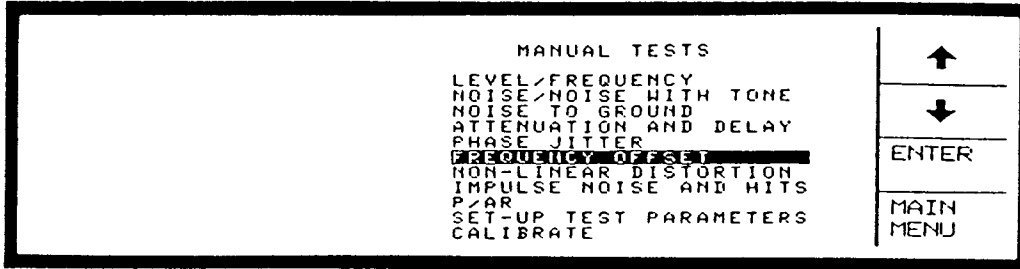 MANUAL TESTS
LEVEL/FREQUENCY
NOISE/NOISE WITH TONE
NOISE TO GROUND
ATTENUATION AND DELAY
PHASE JITTER
FREQUENCY OFFSET
NON-LINEAR DISTORTION
IMPULSE NOISE AND HITS
P/AR
SET-UP TEST PARAMETERS
CALIBRATE
ENTER
MAIN
MENU